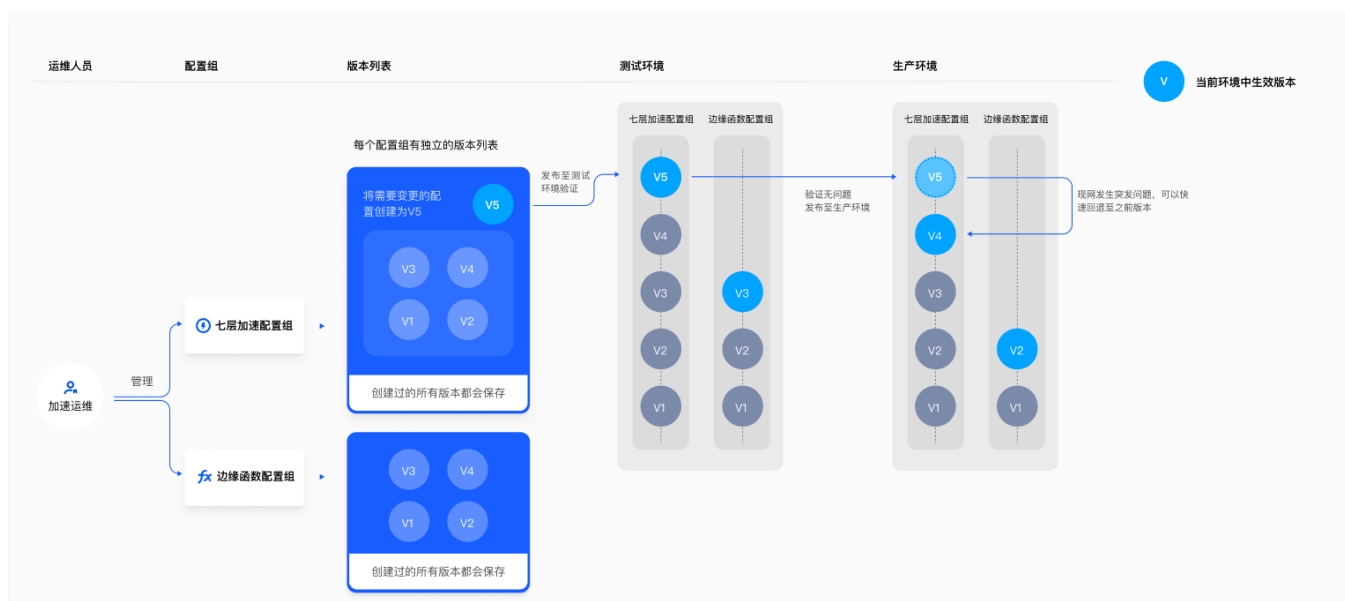 运维人员
配置组
版本列表
测试环境
生产环境
V
当前环境中生效版本
每个配置组有独立的版本列表
将需要变更的配
置创建为V5
V5
V3
V4
V1
V2
创建过的所有版本都会保存
加速运维
管理
七层加速配置组
fx 边缘函数配置组
V3
V4
V1
V2
创建过的所有版本都会保存
发布至测试
环境验证
七层加速配置组
边缘函数配置组
V5
V4
V3
V2
V1
V3
V2
V1
验证无问题
发布至生产环境
七层加速配置组
边缘函数配置组
V5
V4
V3
V2
V1
V2
V1
现网发生突发问题，可以快
速回退至之前版本